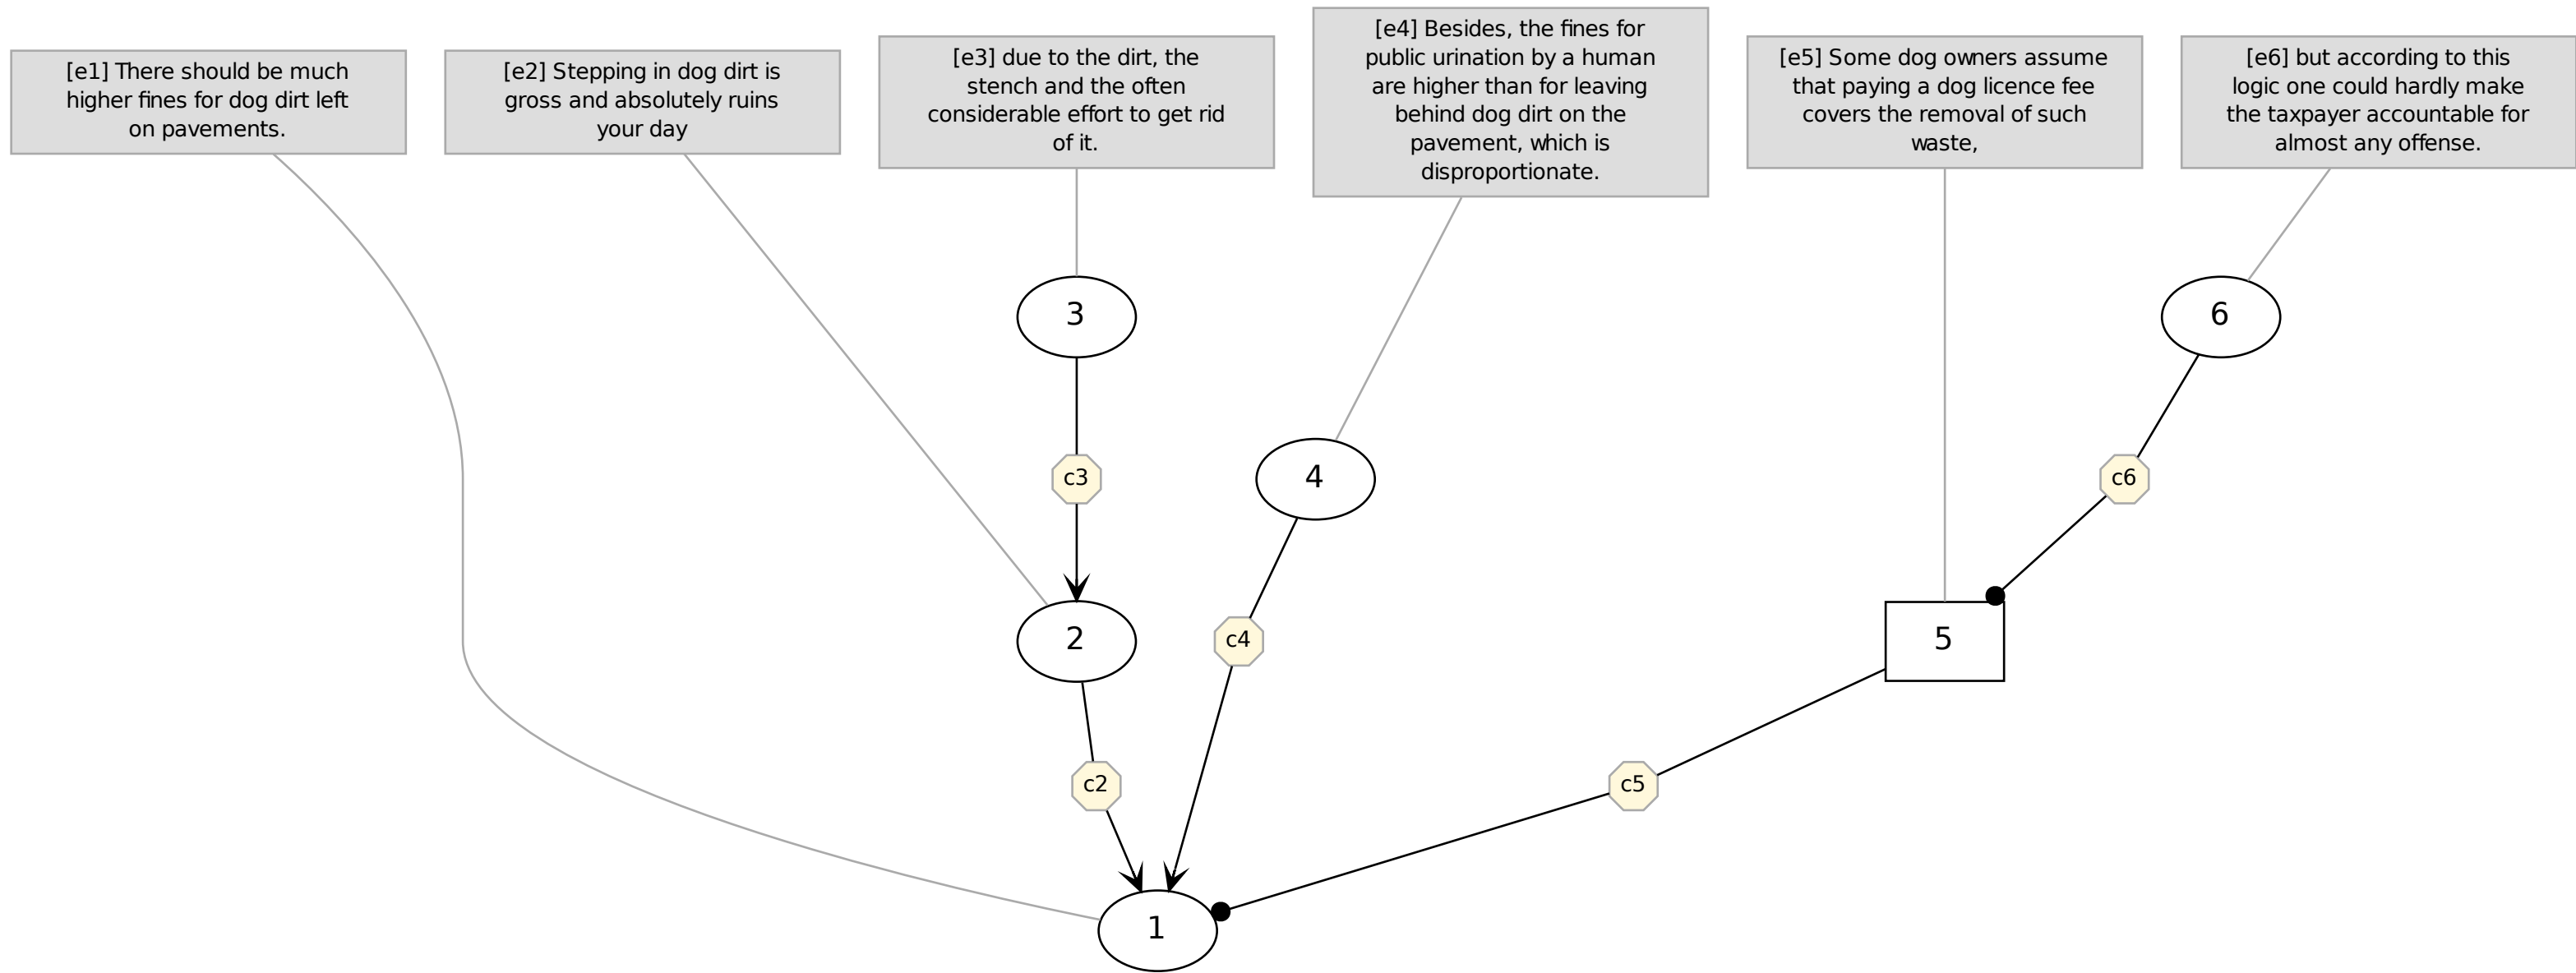 [e1] There should be much
higher fines for dog dirt left
on pavements.
[e2] Stepping in dog dirt is
gross and absolutely ruins
your day
[e3] due to the dirt, the
stench and the often
considerable effort to get rid
of it.
[e4] Besides, the fines for
public urination by a human
are higher than for leaving
behind dog dirt on the
pavement, which is
disproportionate.
[e5] Some dog owners assume
that paying a dog licence fee
covers the removal of such
waste,
[e6] but according to this
logic one could hardly make
the taxpayer accountable for
almost any offense.
3
6
c3
4
c6
2
c4
5
c2
c5
1